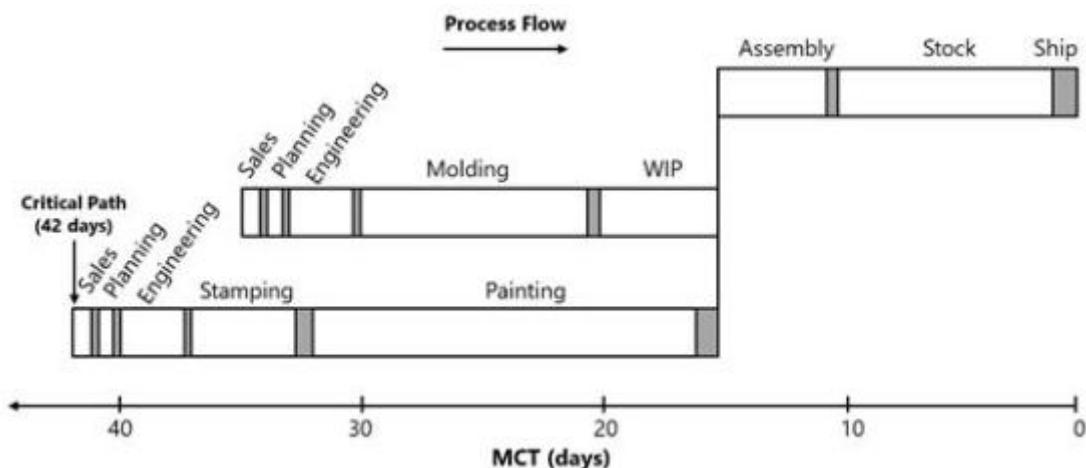 Process Flow
Assembly Stock Ship
Sales Planning Engineering Molding WIP
Critical Path
(42 days)
Sales Planning Engineering Stamping Painting
40 30 20 10 0
MCT (days)